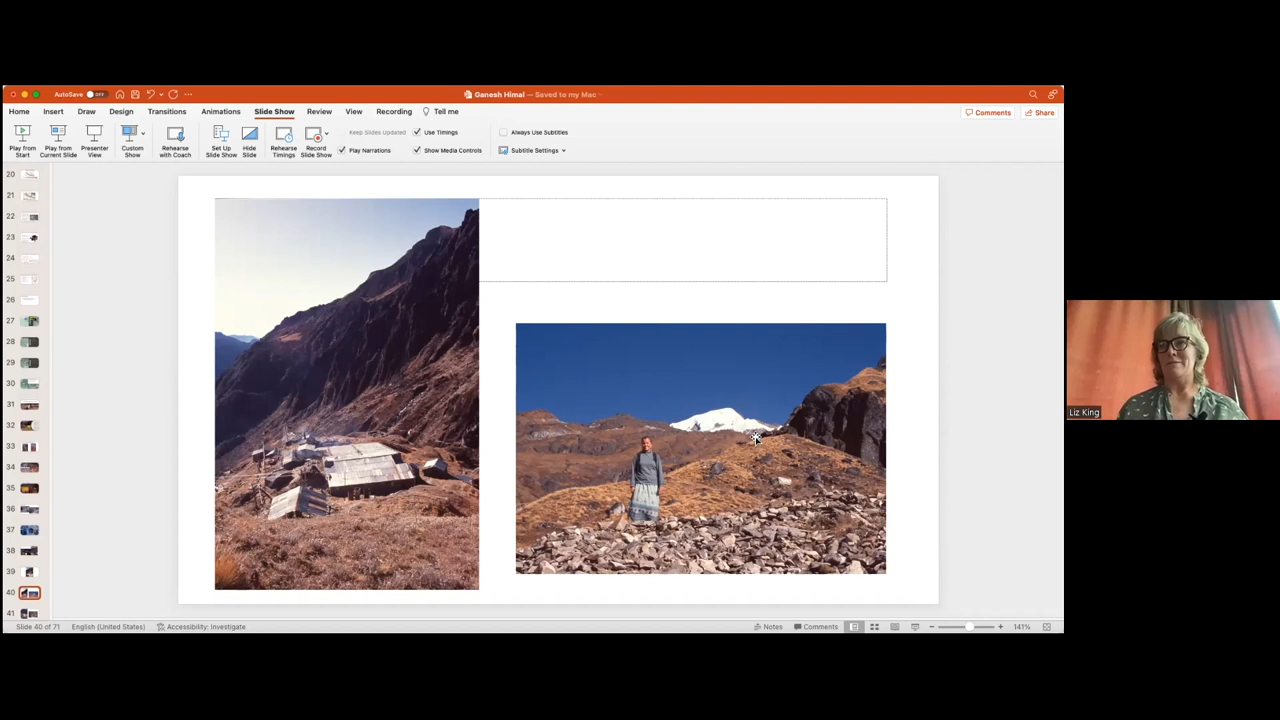 AutoSave OFF
Ganesh Himal — Saved to my Mac
Home Insert Draw Design Transitions Animations Slide Show Review View Recording Tell me
Comments Share
Play from Start
Play from Current Slide
Presenter View
Custom Show
Rehearse with Coach
Set Up Slide Show
Hide Slide
Rehearse Timings
Record Slide Show
Keep Slides Updated
Use Timings
Play Narrations
Show Media Controls
Always Use Subtitles
Subtitle Settings
20
21
22
23
24
25
26
27
28
29
30
31
32
33
34
35
36
37
38
39
40
41
Liz King
Slide 40 of 71 English (United States) Accessibility: Investigate Notes Comments 141%